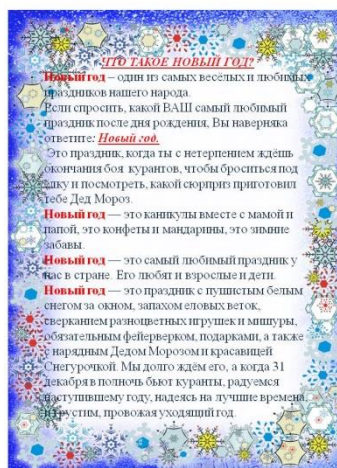 ЧТО ТАКОЕ НОВЫЙ ГОД?
Новый год – один из самых весёлых и любимых
праздников нашего народа.
Если спросить, какой ВАШ самый любимый
праздник после дня рождения, Вы наверняка
ответите: Новый год.
Это праздник, когда ты с нетерпением ждёшь
окончания боя курантов, чтобы броситься под
ёлку и посмотреть, какой сюрприз приготовил
тебе Дед Мороз.
Новый год — это каникулы вместе с мамой и
папой, это конфеты и мандарины, это зимние
забавы.
Новый год — это самый любимый праздник у
нас в стране. Его любят и взрослые и дети.
Новый год — это праздник с пушистым белым
снегом за окном, запахом еловых веток,
сверканием разноцветных игрушек и мишуры,
обязательным фейерверком, подарками, а также
с нарядным Дедом Морозом и красавицей
Снегурочкой. Мы долго ждём его, а когда 31
декабря в полночь бьют куранты, радуемся
наступившему году, надеясь на лучшие времена
и грустим, провожая уходящий год.